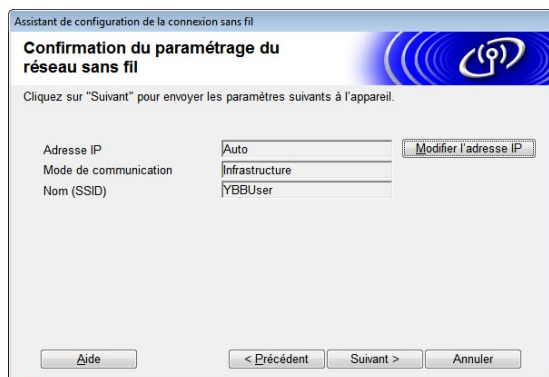 Assistant de configuration de la connexion sans fil
Confirmation du paramétrage du
réseau sans fil
Cliquez sur "Suivant" pour envoyer les paramètres suivants à l'appareil.
Adresse IP Auto Modifier l'adresse IP
Mode de communication Infrastructure
Nom (SSID) YBBUser
Aide < Précédent Suivant > Annuler